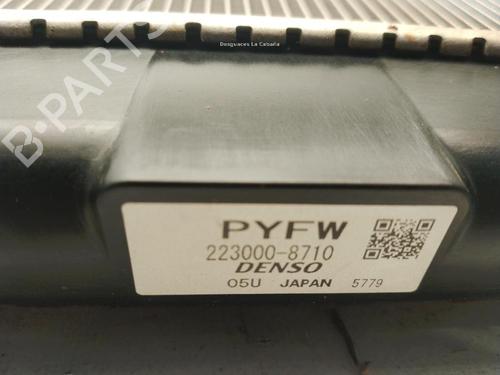 Desguaces La Cabaña
B-PARTS
PYFW
223000-8710
DENSO
05U JAPAN 5779